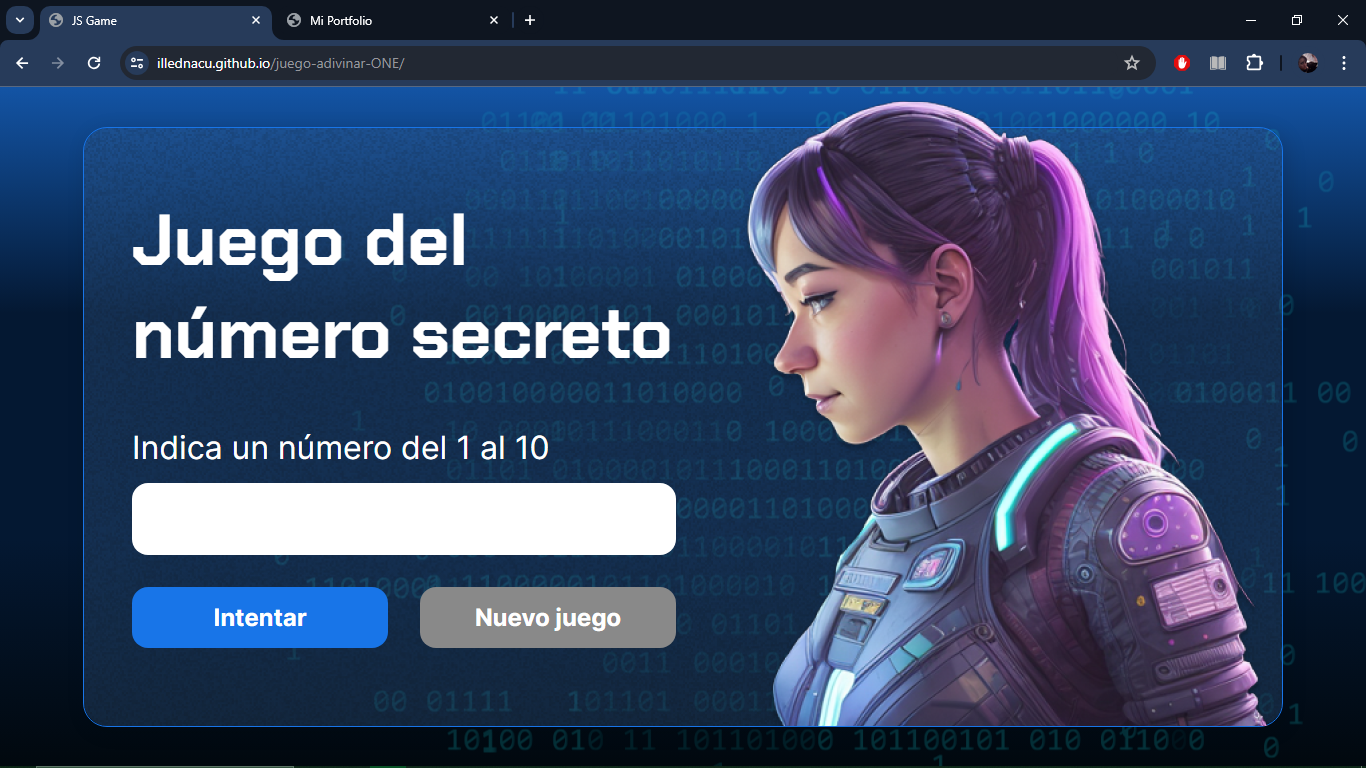 JS Game
Mi Portfolio
illednacu.github.io/juego-adivinar-ONE/
Juego del
número secreto
Indica un número del 1 al 10
Intentar
Nuevo juego